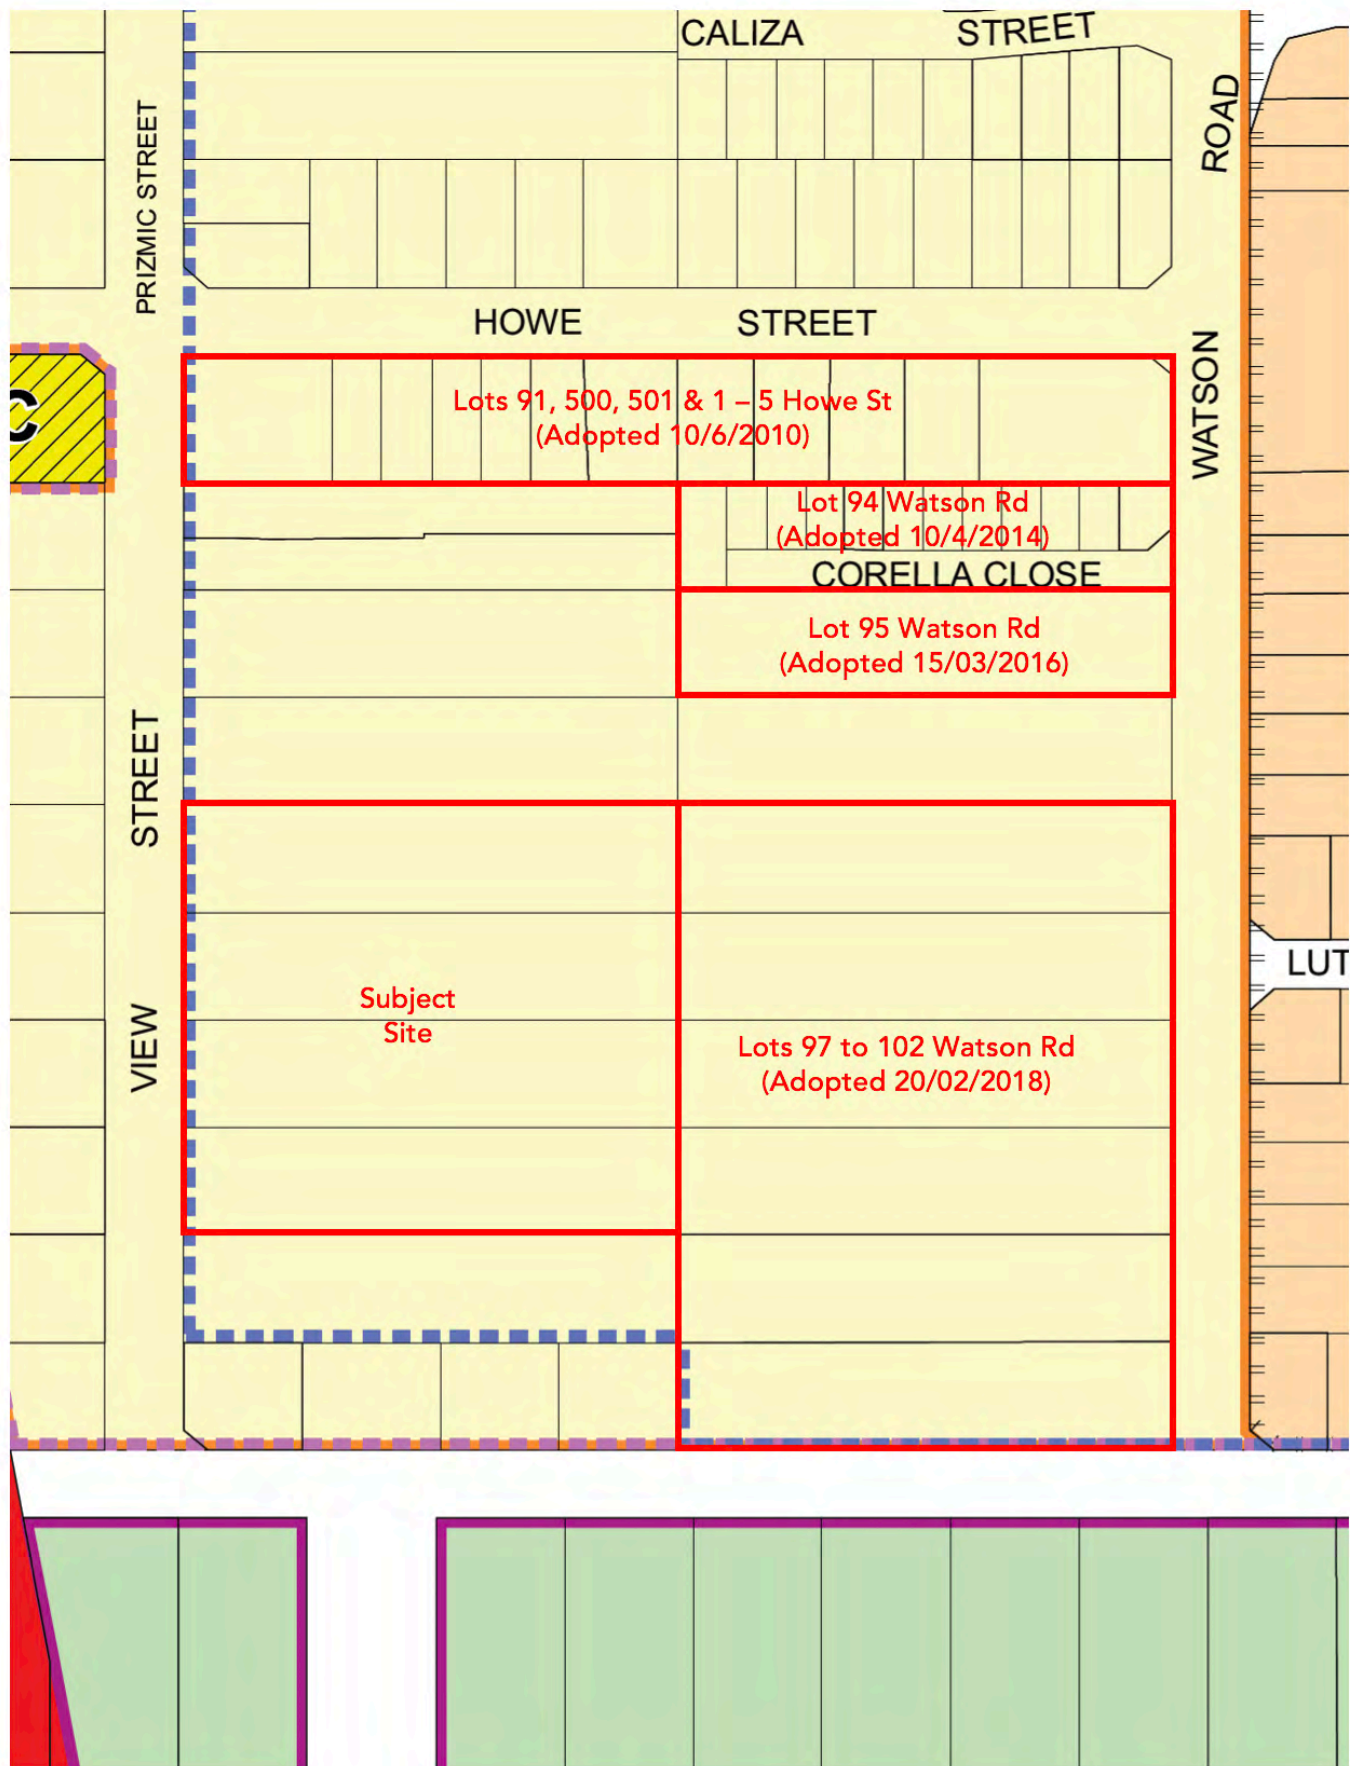 CALIZA STREET
ROAD
PRIZMIC STREET
HOWE STREET
WATSON
C
Lots 91, 500, 501 & 1 – 5 Howe St
(Adopted 10/6/2010)
Lot 94 Watson Rd
(Adopted 10/4/2014)
CORELLA CLOSE
Lot 95 Watson Rd
(Adopted 15/03/2016)
STREET
VIEW
LUT
Subject
Site
Lots 97 to 102 Watson Rd
(Adopted 20/02/2018)